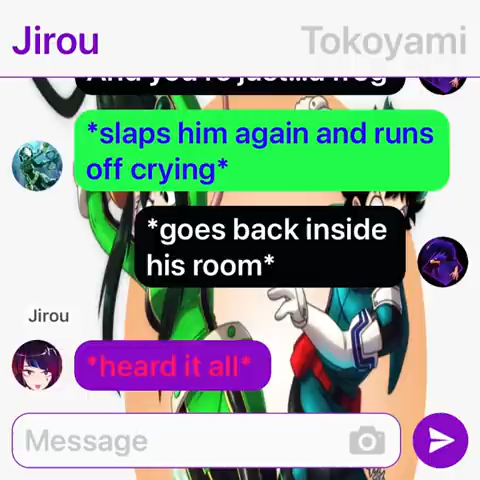 Jirou
Tokoyami
*slaps him again and runs
off crying*
*goes back inside
his room*
Jirou
*heard it all*
Message